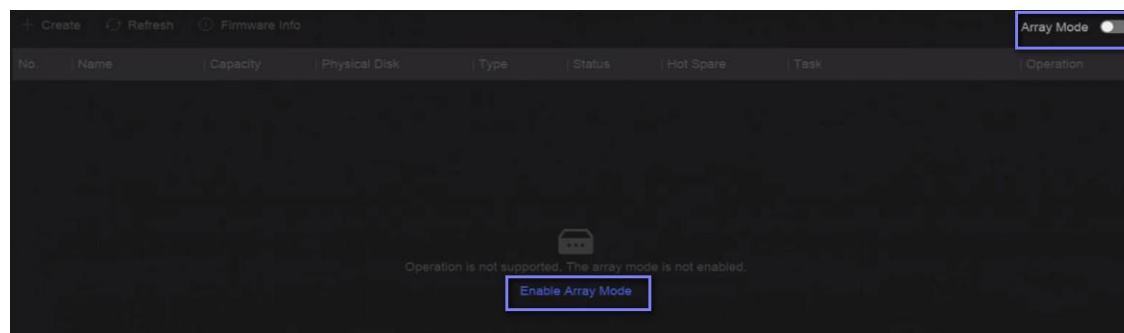 Create Refresh Firmware Info Array Mode
No. Name Capacity Physical Disk Type Status Hot Spare Task Operation
Operation is not supported. The array mode is not enabled.
Enable Array Mode